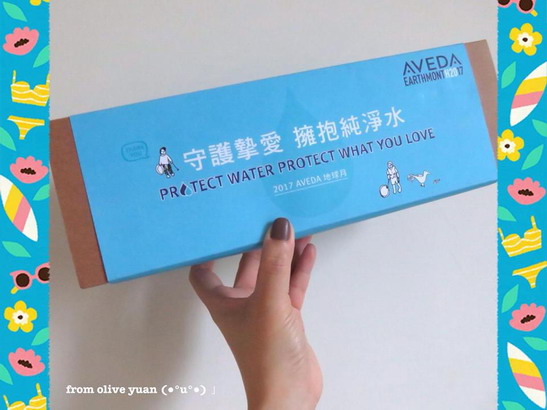 AVEDA
EARTHMONTH2017
守護摯愛 擁抱純淨水
PROTECT WATER PROTECT WHAT YOU LOVE
2017 AVEDA 地球月
from olive yuan (●°u°●) 」